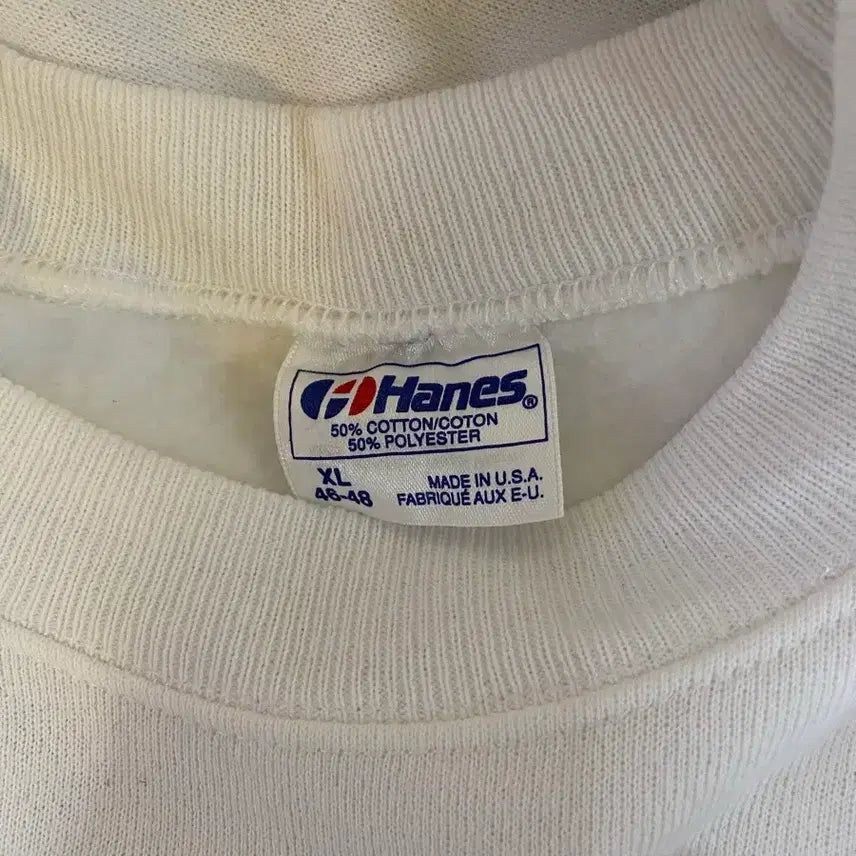 Hanes®
50% COTTON/COTON
50% POLYESTER
XL
46-48
MADE IN U.S.A.
FABRIQUÉ AUX E-U.